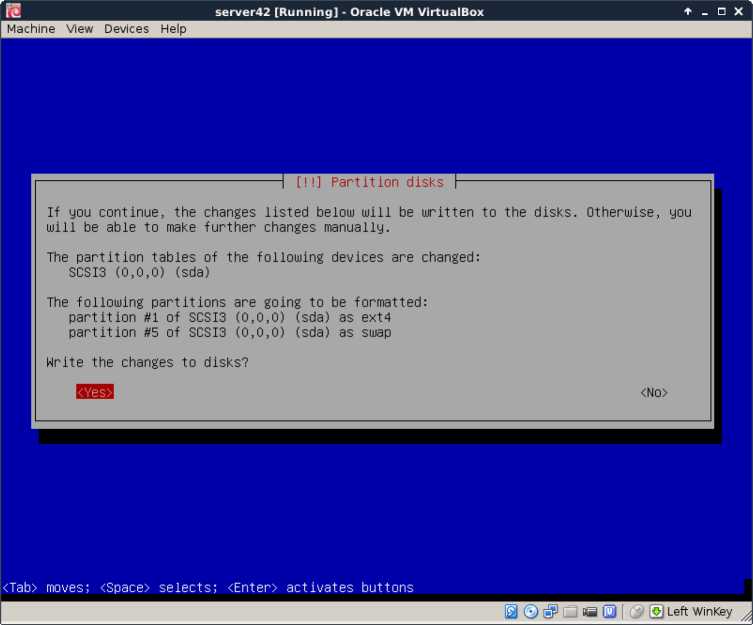 server42 [Running] - Oracle VM VirtualBox
Machine View Devices Help
[!!] Partition disks
If you continue, the changes listed below will be written to the disks. Otherwise, you
will be able to make further changes manually.
The partition tables of the following devices are changed:
SCSI3 (0,0,0) (sda)
The following partitions are going to be formatted:
partition #1 of SCSI3 (0,0,0) (sda) as ext4
partition #5 of SCSI3 (0,0,0) (sda) as swap
Write the changes to disks?
<Yes> <No>
<Tab> moves; <Space> selects; <Enter> activates buttons
Left WinKey